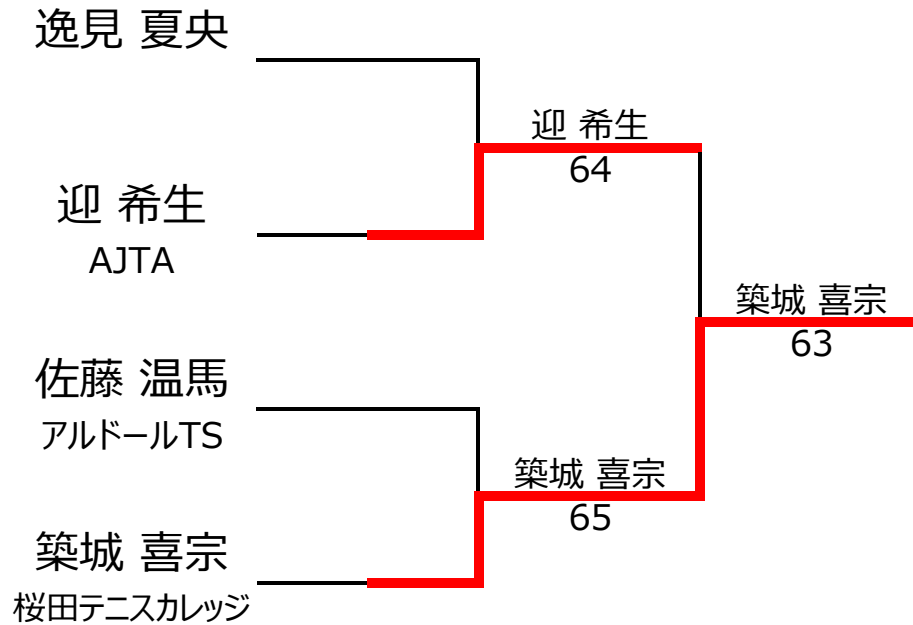 逸見 夏央
迎 希生
64
迎 希生
AJTA
築城 喜宗
63
佐藤 温馬
アルドールTS
築城 喜宗
65
築城 喜宗
桜田テニスカレッジ